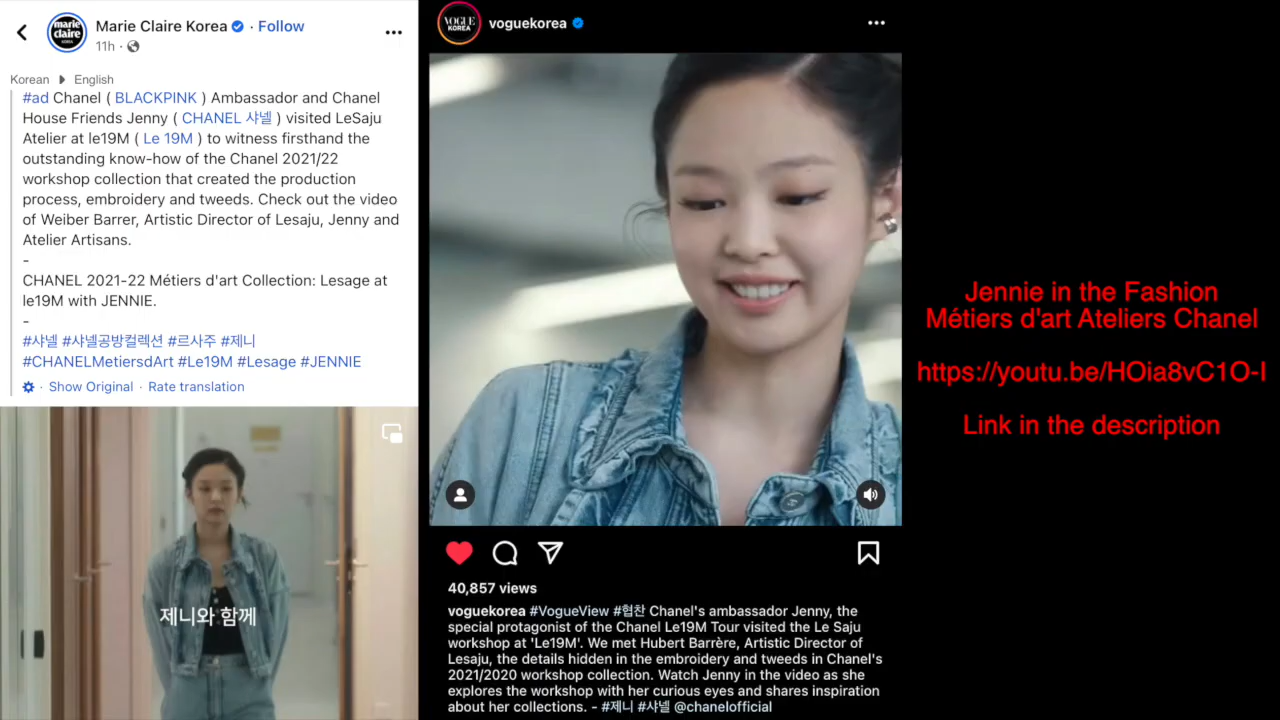 Marie Claire Korea · Follow
11h ·
marie
claire
KOREA
Korean ▶ English
#ad Chanel ( BLACKPINK ) Ambassador and Chanel
House Friends Jenny ( CHANEL 샤넬 ) visited LeSaju
Atelier at le19M ( Le 19M ) to witness firsthand the
outstanding know-how of the Chanel 2021/22
workshop collection that created the production
process, embroidery and tweeds. Check out the video
of Weiber Barrer, Artistic Director of Lesaju, Jenny and
Atelier Artisans.
-
CHANEL 2021-22 Métiers d'art Collection: Lesage at
le19M with JENNIE.
-
#샤넬 #샤넬공방컬렉션 #르사주 #제니
#CHANELMetiersdArt #Le19M #Lesage #JENNIE
· Show Original · Rate translation
제니와 함께
VOGUE
KOREA
voguekorea
40,857 views
voguekorea #VogueView #협찬 Chanel's ambassador Jenny, the
special protagonist of the Chanel Le19M Tour visited the Le Saju
workshop at 'Le19M'. We met Hubert Barrère, Artistic Director of
Lesaju, the details hidden in the embroidery and tweeds in Chanel's
2021/2020 workshop collection. Watch Jenny in the video as she
explores the workshop with her curious eyes and shares inspiration
about her collections. - #제니 #샤넬 @chanelofficial
Jennie in the Fashion
Métiers d'art Ateliers Chanel
https://youtu.be/HOia8vC1O-I
Link in the description